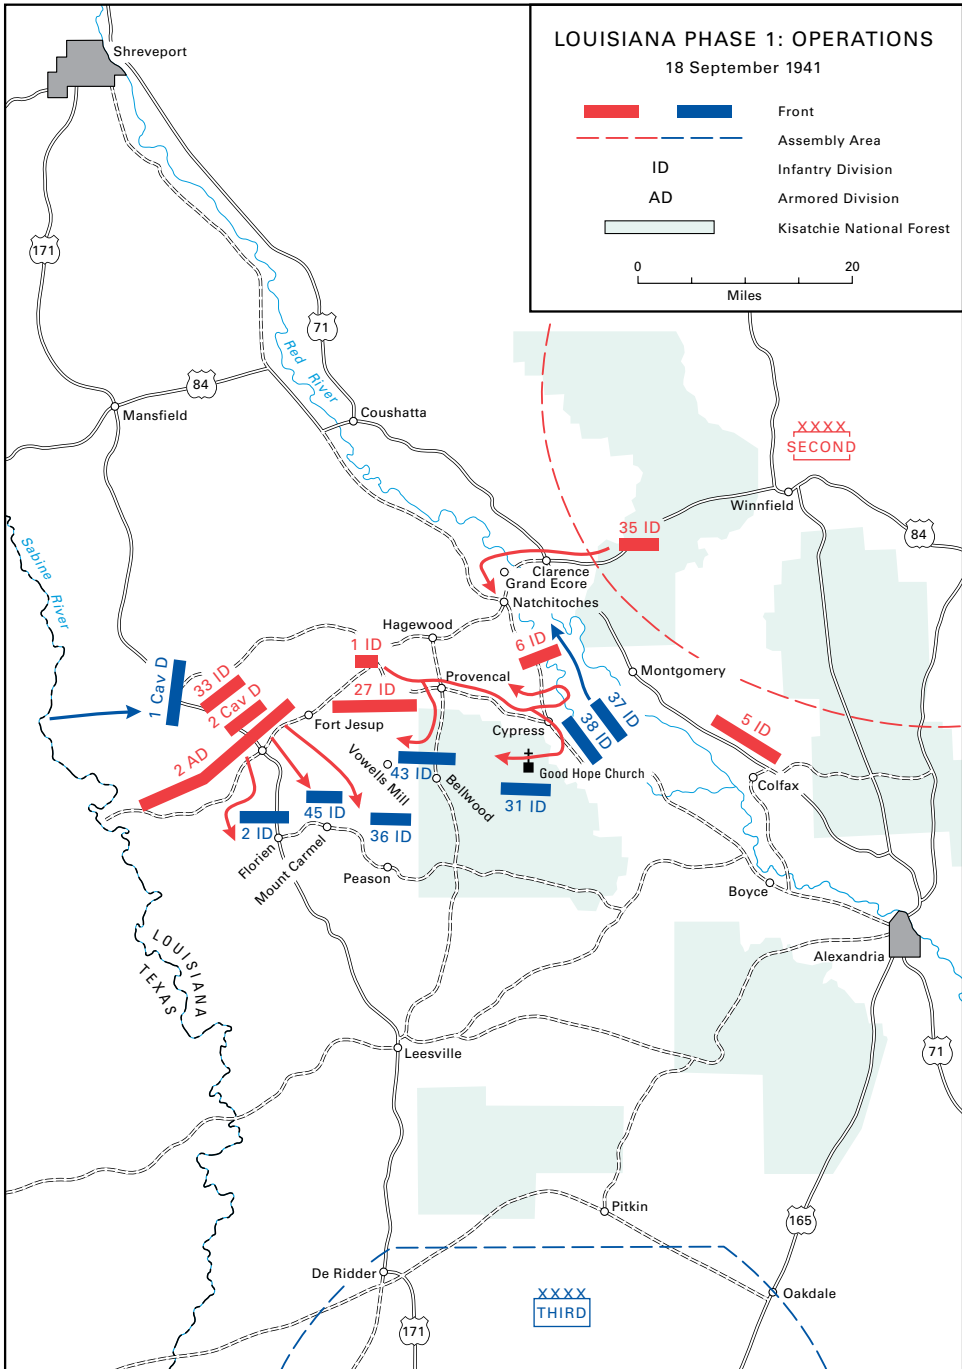 LOUISIANA PHASE 1: OPERATIONS
18 September 1941
Front
Assembly Area
ID
Infantry Division
AD
Armored Division
Kisatchie National Forest
0
20
Miles
Shreveport
171
71
Red River
84
Mansfield
Coushatta
XXXX
SECOND
Winnfield
84
35 ID
Sabine River
Clarence
Grand Ecore
Natchitoches
Hagewood
1 ID
6 ID
1 Cav D
33 ID
2 Cav D
27 ID
Provencal
Montgomery
Fort Jesup
37 ID
38 ID
5 ID
Cypress
2 AD
Vowells Mill
43 ID
Bellwood
Good Hope Church
31 ID
Colfax
45 ID
2 ID
36 ID
Florien
Mount Carmel
Peason
Boyce
LOUISIANA
TEXAS
Alexandria
Leesville
71
Pitkin
165
De Ridder
XXXX
THIRD
Oakdale
171